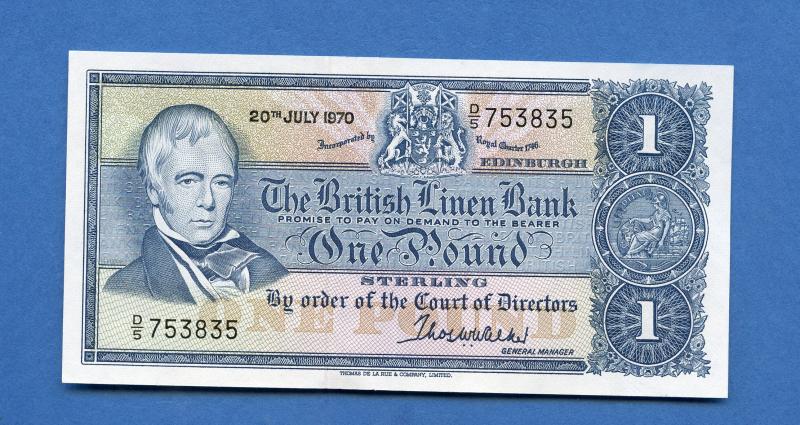 20TH JULY 1970
D/5 753835
Incorporated by Royal Charter 1746.
EDINBURGH
The British Linen Bank
PROMISE TO PAY ON DEMAND TO THE BEARER
One Pound
STERLING
By order of the Court of Directors
ONE POUND
D/5 753835
GENERAL MANAGER
THOMAS DE LA RUE & COMPANY, LIMITED.
1
1